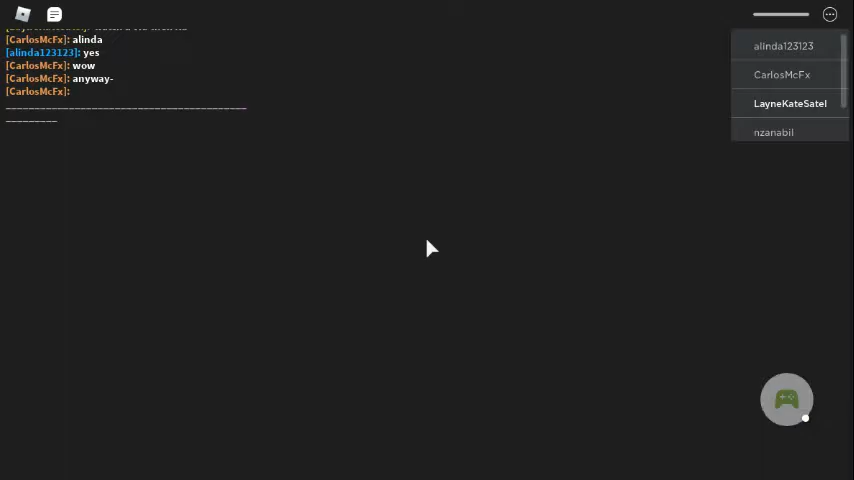 [CarlosMcFx]: alinda
[alinda123123]: yes
[CarlosMcFx]: wow
[CarlosMcFx]: anyway-
[CarlosMcFx]:
alinda123123
CarlosMcFx
LayneKateSatel
nzanabil